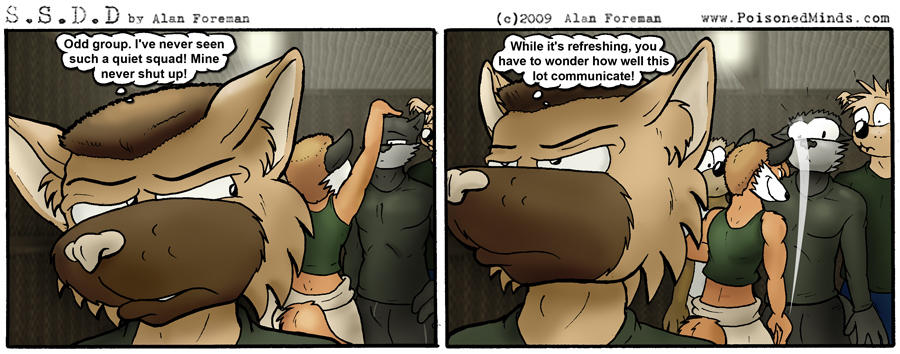 S.S.D.D by Alan Foreman
(c)2009 Alan Foreman www.PoisonedMinds.com
Odd group. I've never seen
such a quiet squad! Mine
never shut up!
While it's refreshing, you
have to wonder how well this
lot communicate!